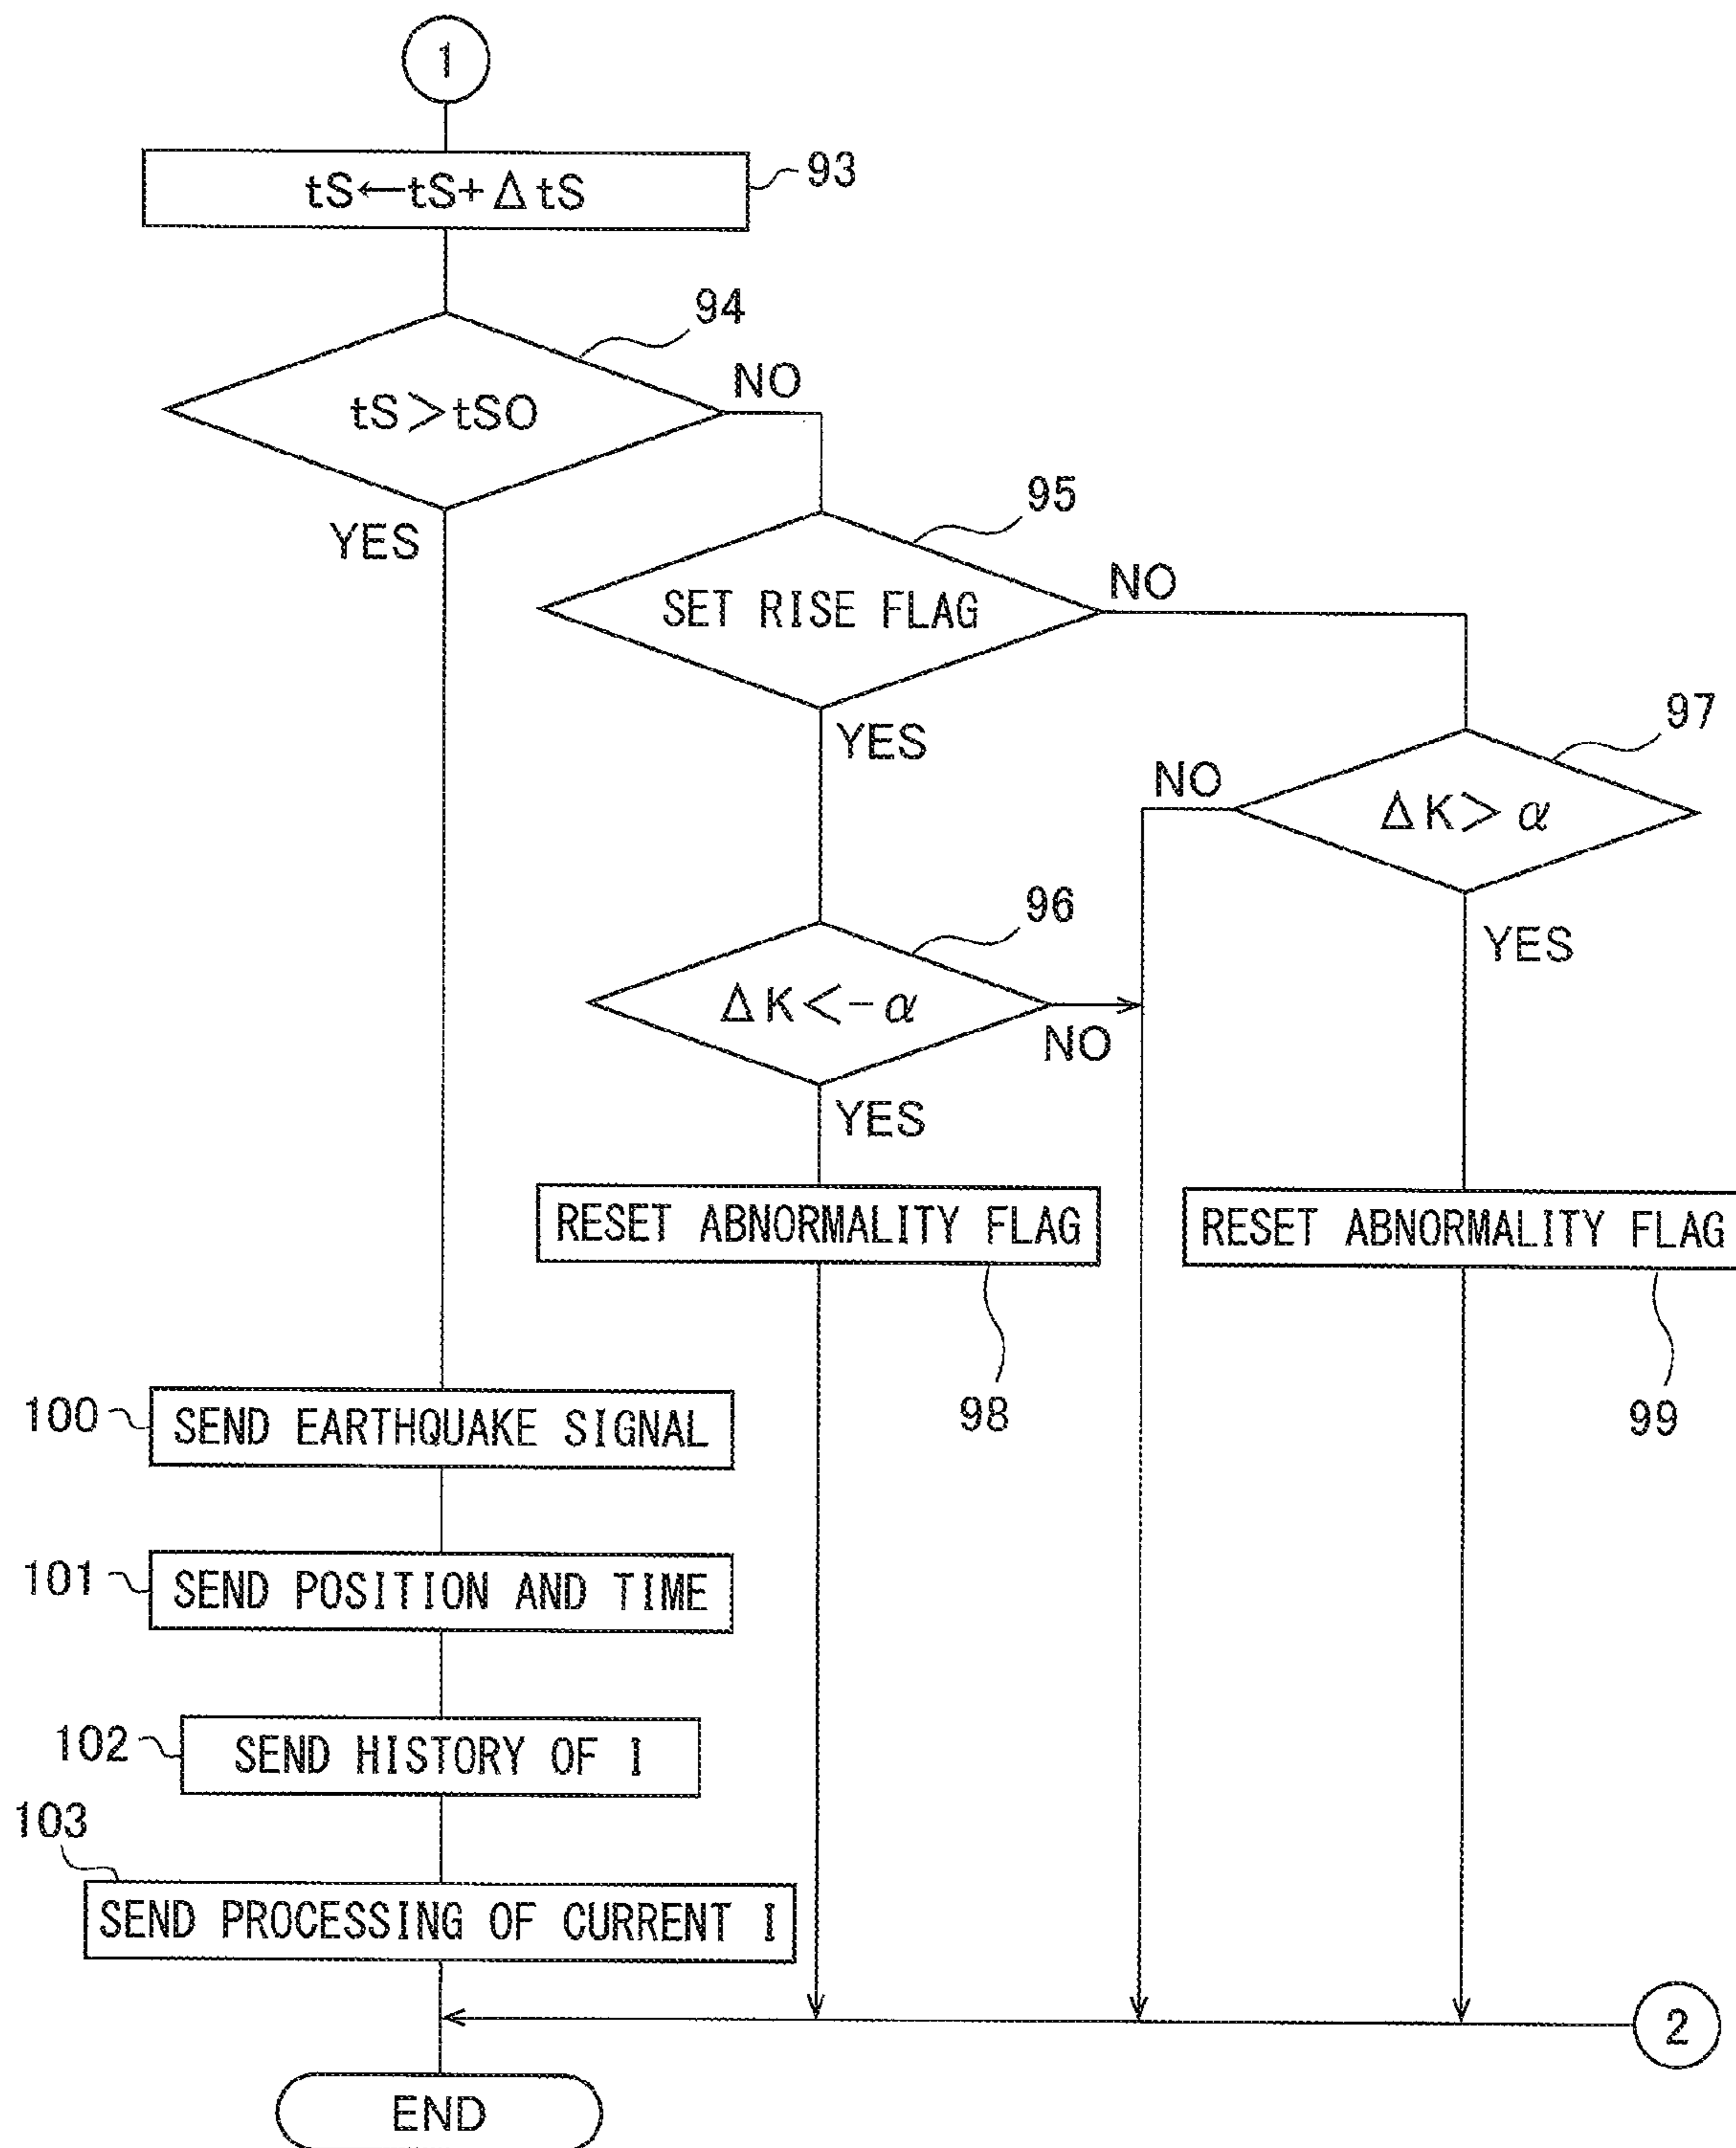 1
tS←tS+ΔtS
93
94
tS>tSO
NO
YES
95
SET RISE FLAG
NO
YES
97
NO
ΔK>α
YES
96
ΔK<-α
NO
YES
RESET ABNORMALITY FLAG
RESET ABNORMALITY FLAG
98
99
100
SEND EARTHQUAKE SIGNAL
101
SEND POSITION AND TIME
102
SEND HISTORY OF I
103
SEND PROCESSING OF CURRENT I
2
END